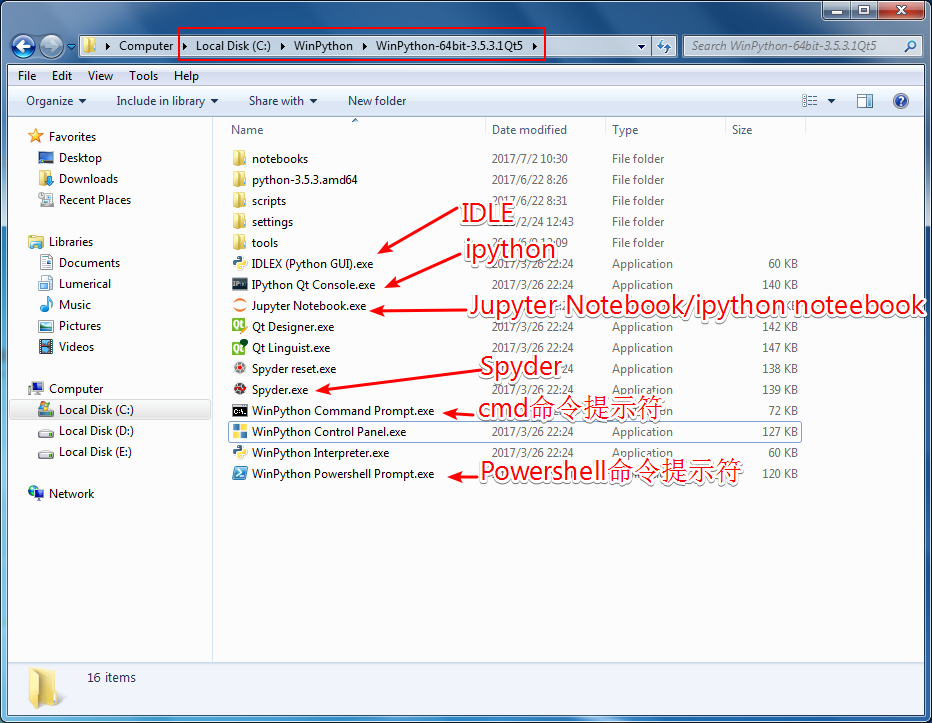 Computer Local Disk (C:) WinPython WinPython-64bit-3.5.3.1Qt5 Search WinPython-64bit-3.5.3.1Qt5
File Edit View Tools Help
Organize Include in library Share with New folder
Name Date modified Type Size
Favorites
Desktop
Downloads
Recent Places
Libraries
Documents
Lumerical
Music
Pictures
Videos
Computer
Local Disk (C:)
Local Disk (D:)
Local Disk (E:)
Network
notebooks 2017/7/2 10:30 File folder
python-3.5.3.amd64 2017/6/22 8:26 File folder
scripts 2017/6/22 8:31 File folder
IDLE
settings 2017/2/24 12:43 File folder
tools File folder
ipython
IDLEX (Python GUI).exe 2017/3/26 22:24 Application 60 KB
IPython Qt Console.exe 2017/3/26 22:24 Application 140 KB
Jupyter Notebook.exe
Jupyter Notebook/ipython noteebook
Qt Designer.exe 2017/3/26 22:24 Application 142 KB
Qt Linguist.exe 2017/3/26 22:24 Application 147 KB
Spyder reset.exe 2017/3/26 22:24 Application 138 KB
Spyder
Spyder.exe 2017/3/26 22:24 Application 139 KB
WinPython Command Prompt.exe 2017/3/26 22:24 Application 72 KB
cmd命令提示符
WinPython Control Panel.exe 2017/3/26 22:24 Application 127 KB
WinPython Interpreter.exe 2017/3/26 22:24 Application 60 KB
WinPython Powershell Prompt.exe 2017/3/26 22:24 Application 120 KB
Powershell命令提示符
16 items